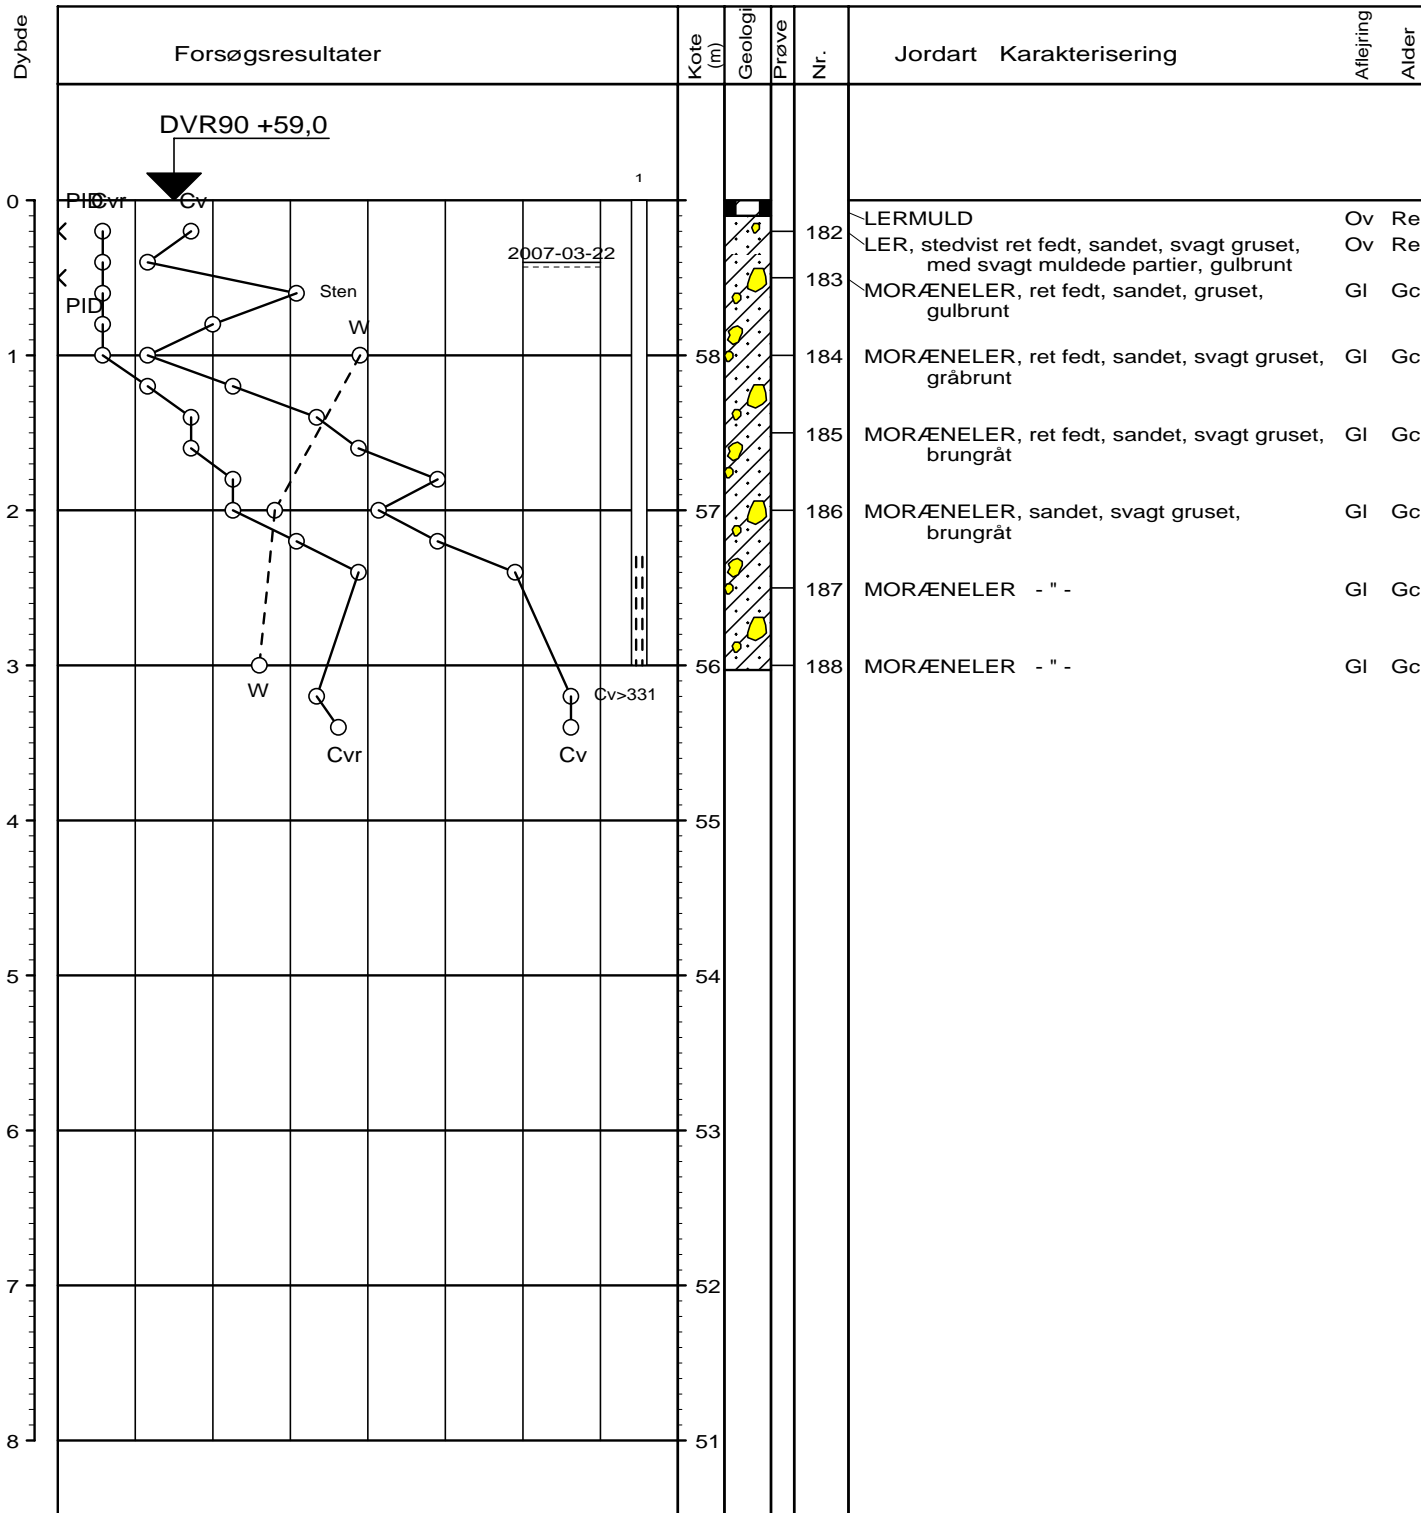 Dybde
Forsøgsresultater
Kote (m)
Geologi
Prøve
Nr.
Jordart Karakterisering
Aflejring
Alder
DVR90 +59,0
1
0
PID Cvr Cv
182
LERMULD Ov Re
LER, stedvist ret fedt, sandet, svagt gruset, Ov Re
med svagt muldede partier, gulbrunt
2007-03-22
183
Sten
PID
MORÆNELER, ret fedt, sandet, gruset, Gl Gc
gulbrunt
W
1 58 184 MORÆNELER, ret fedt, sandet, svagt gruset, Gl Gc
gråbrunt
185 MORÆNELER, ret fedt, sandet, svagt gruset, Gl Gc
brungråt
2 57 186 MORÆNELER, sandet, svagt gruset, Gl Gc
brungråt
187 MORÆNELER - " - Gl Gc
3 56 188 MORÆNELER - " - Gl Gc
W Cv>331
Cvr Cv
4 55
5 54
6 53
7 52
8 51